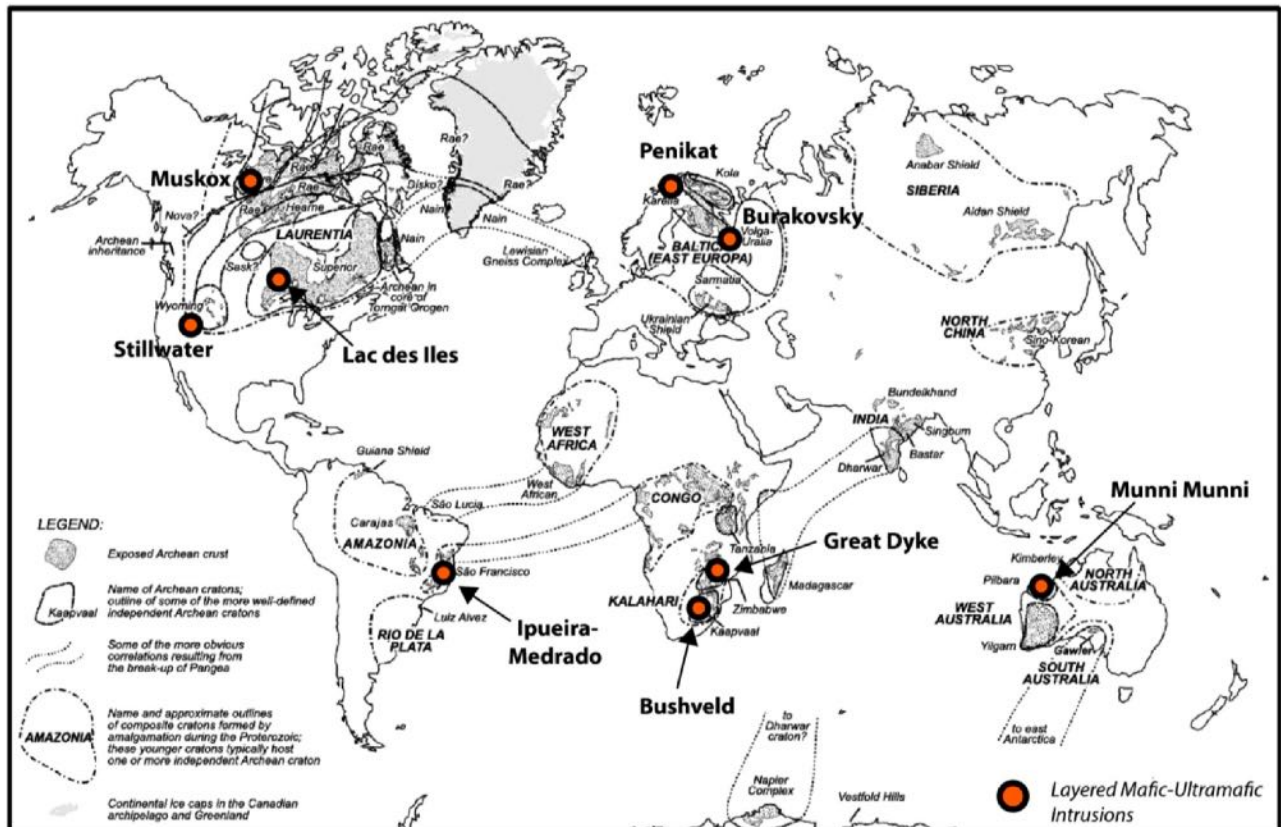 Rae?
Rae
Rae
Rae
Rae?
Hearne
Disko?
Rae?
Nain
Nain
Nain
Muskox
Nova?
LAURENTIA
Archean
inheritance
Sask?
Superior
Archean in
core of
Torngat Orogen
Wyoming
Stillwater
Lac des Iles
Lewisian
Gneiss Complex
Penikat
Kola
Karelia
Burakovsky
Volga-
Uralia
BALTICA
(EAST EUROPA)
Sarmatia
Ukrainian
Shield
Anabar Shield
SIBERIA
Aldan Shield
NORTH
CHINA
Sino-Korean
Bundelkhand
INDIA
Singbum
Bastar
Dharwar
WEST
AFRICA
West
African
Guiana Shield
São Lucia
Carajas
AMAZONIA
São Francisco
Luiz Alvez
RIO DE LA
PLATA
Ipueira-
Medrado
CONGO
Tanzania
Great Dyke
Madagascar
KALAHARI
Zimbabwe
Kaapvaal
Bushveld
Munni Munni
Kimberley
Pilbara
NORTH
AUSTRALIA
WEST
AUSTRALIA
Yilgarn
Gawler
SOUTH
AUSTRALIA
to east
Antarctica
to
Dharwar
craton?
Napier
Complex
Vestfold Hills
LEGEND:
Exposed Archean crust
Kaapvaal
Name of Archean cratons;
outline of some of the more well-defined
independent Archean cratons
Some of the more obvious
correlations resulting from
the break-up of Pangea
AMAZONIA
Name and approximate outlines
of composite cratons formed by
amalgamation during the Proterozoic;
these younger cratons typically host
one or more independent Archean craton
Continental Ice caps in the Canadian
archipelago and Greenland
Layered Mafic-Ultramafic
Intrusions